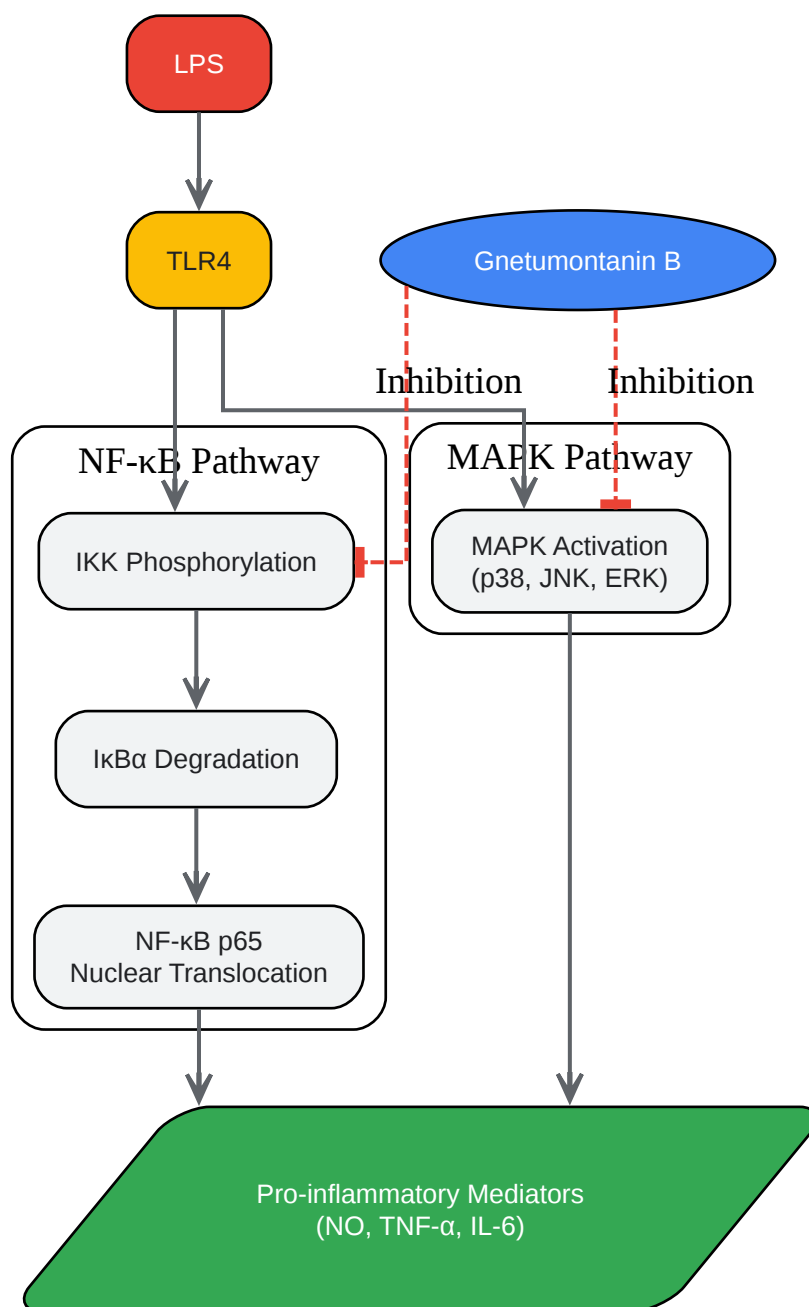 LPS
TLR4
Gnetumontanin B
Inhibition
Inhibition
NF-κB Pathway
MAPK Pathway
IKK Phosphorylation
MAPK Activation
(p38, JNK, ERK)
IκBα Degradation
NF-κB p65
Nuclear Translocation
Pro-inflammatory Mediators
(NO, TNF-α, IL-6)